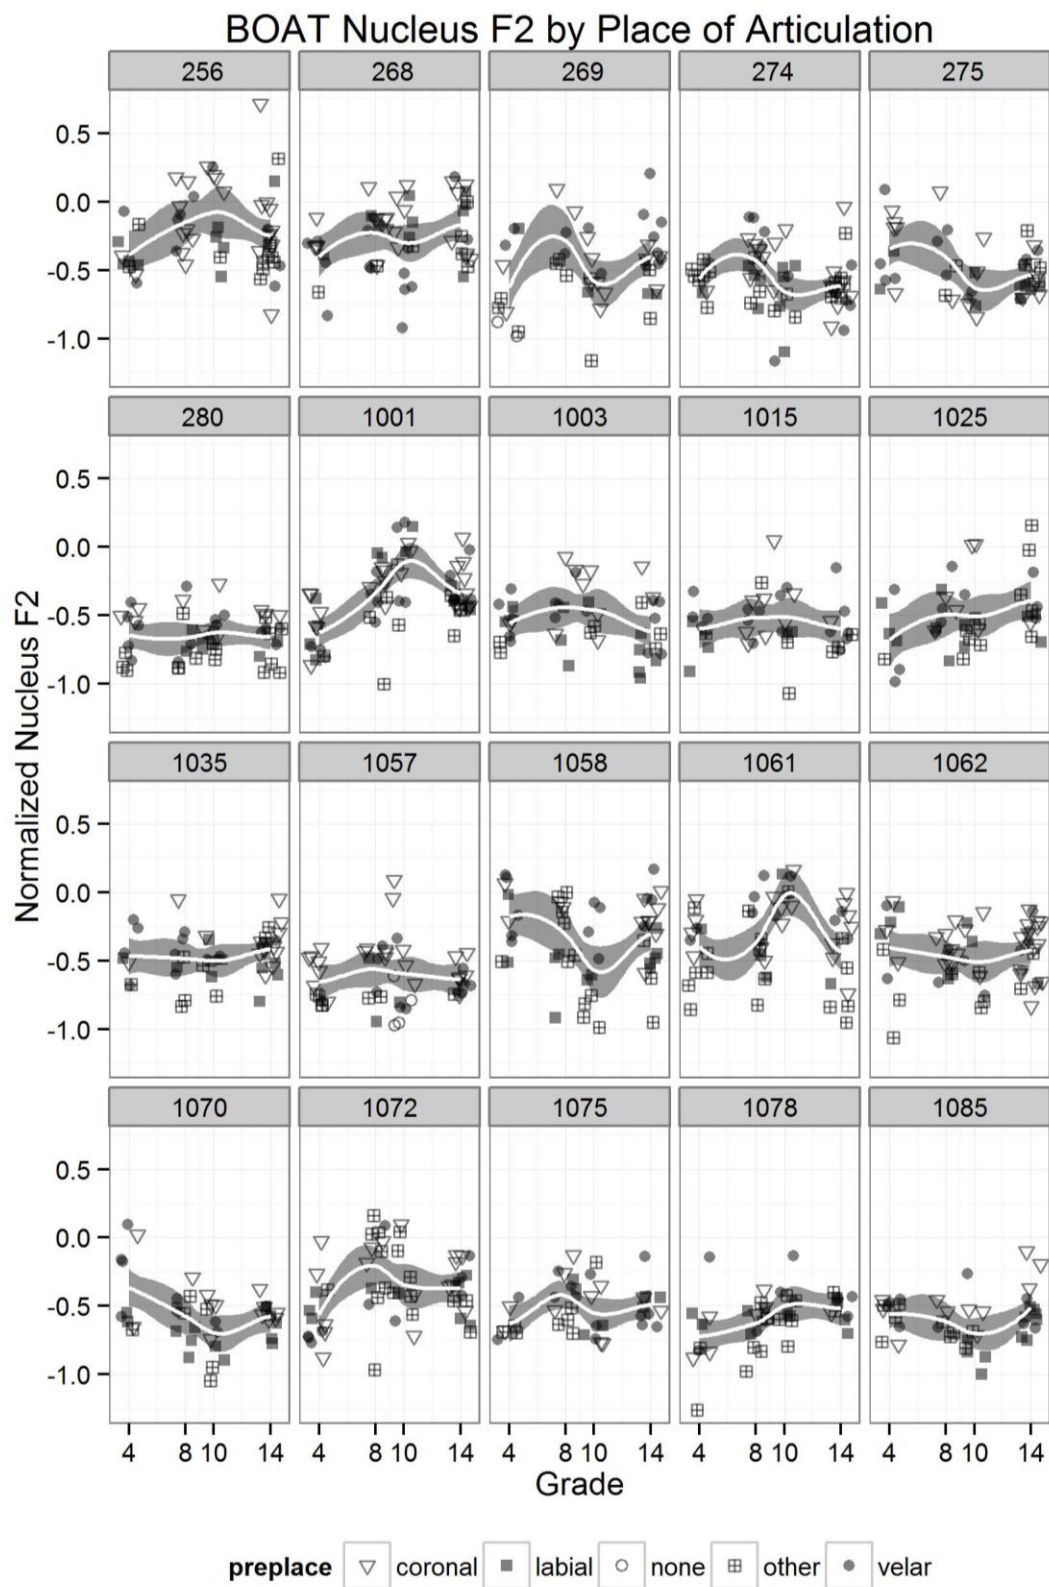 BOAT Nucleus F2 by Place of Articulation
256 268 269 274 275
0.5
0.0
-0.5
-1.0
280 1001 1003 1015 1025
0.5
0.0
-0.5
-1.0
1035 1057 1058 1061 1062
0.5
0.0
-0.5
-1.0
1070 1072 1075 1078 1085
0.5
0.0
-0.5
-1.0
Normalized Nucleus F2
4 8 10 14 4 8 10 14 4 8 10 14 4 8 10 14 4 8 10 14
Grade
preplace coronal labial none other velar